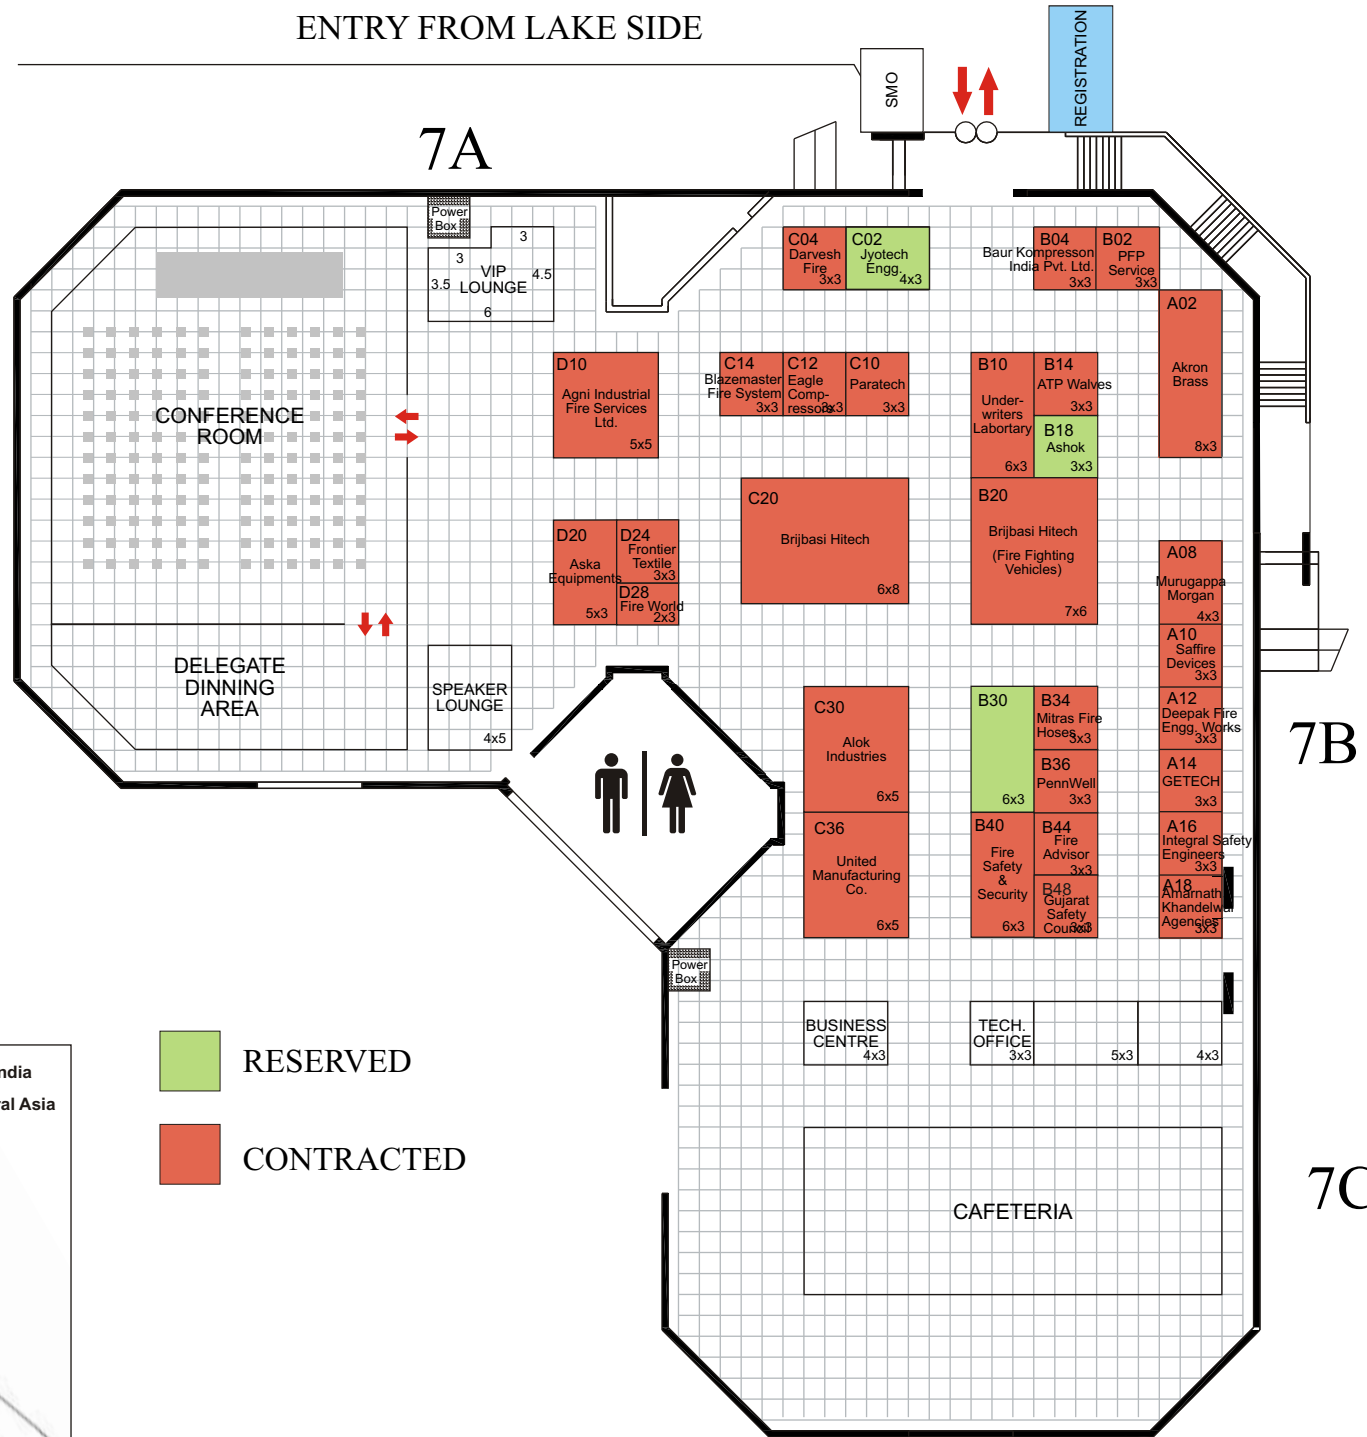 ENTRY FROM LAKE SIDE
SMO
REGISTRATION
7A
Power
Box
3
3
VIP
LOUNGE
3.5
4.5
6
C04
Darvesh
Fire
3x3
C02
Jyotech
Engg.
4x3
B04
Baur Kompresson
India Pvt. Ltd.
3x3
B02
PFP
Service
3x3
A02
Akron
Brass
8x3
D10
Agni Industrial
Fire Services
Ltd.
5x5
C14
Blazemaster
Fire System
3x3
C12
Eagle
Comp-
ressors
3x3
C10
Paratech
3x3
B10
Under-
writers
Labortary
6x3
B14
ATP Walves
3x3
B18
Ashok
3x3
CONFERENCE
ROOM
C20
Brijbasi Hitech
6x8
B20
Brijbasi Hitech
(Fire Fighting
Vehicles)
7x6
D20
Aska
Equipments
5x3
D24
Frontier
Textile
3x3
D28
Fire World
2x3
A08
Murugappa
Morgan
4x3
A10
Saffire
Devices
3x3
DELEGATE
DINNING
AREA
SPEAKER
LOUNGE
4x5
C30
Alok
Industries
6x5
B30
6x3
B34
Mitras Fire
Hoses
3x3
B36
PennWell
3x3
A12
Deepak Fire
Engg. Works
3x3
A14
GETECH
3x3
7B
C36
United
Manufacturing
Co.
6x5
B40
Fire
Safety
&
Security
6x3
B44
Fire
Advisor
3x3
B48
Gujarat
Safety
Council
3x3
A16
Integral Safety
Engineers
3x3
A18
Amarnath
Khandelwal
Agencies
3x3
Power
Box
BUSINESS
CENTRE
4x3
TECH.
OFFICE
3x3
5x3
4x3
RESERVED
CONTRACTED
ndia
al Asia
CAFETERIA
7C